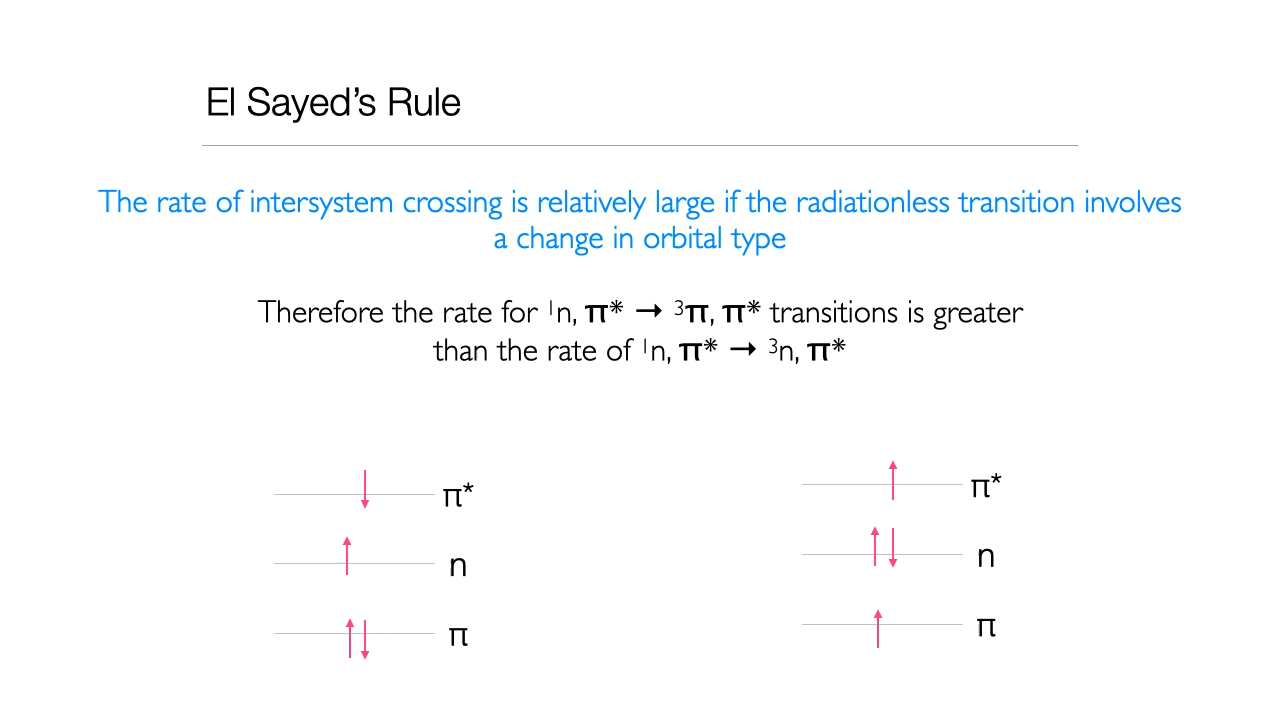 El Sayed’s Rule
The rate of intersystem crossing is relatively large if the radiationless transition involves
a change in orbital type
Therefore the rate for ¹n, π* → ³π, π* transitions is greater
than the rate of ¹n, π* → ³n, π*
π*
n
π
π*
n
π